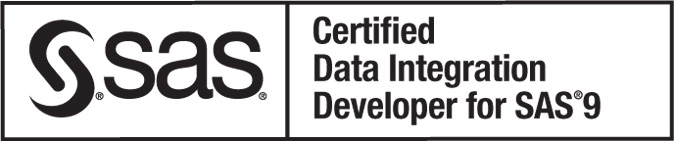 sas®
Certified
Data Integration
Developer for SAS®9